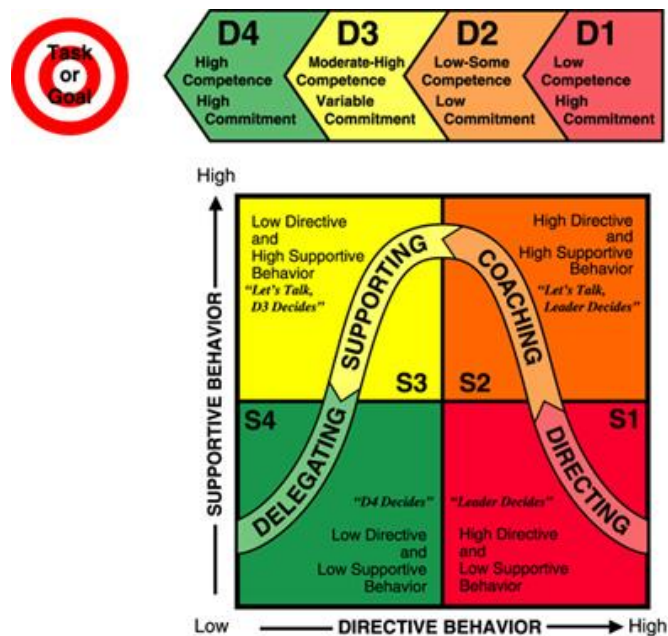 Task
or
Goal
D4
High
Competence
High
Commitment
D3
Moderate-High
Competence
Variable
Commitment
D2
Low-Some
Competence
Low
Commitment
D1
Low
Competence
High
Commitment
High
SUPPORTIVE BEHAVIOR
Low Directive
and
High Supportive
Behavior
“Let's Talk,
D3 Decides”
SUPPORTING
S3
High Directive
and
High Supportive
Behavior
“Let's Talk,
Leader Decides”
COACHING
S2
S4
DELEGATING
“D4 Decides”
Low Directive
and
Low Supportive
Behavior
S1
DIRECTING
“Leader Decides”
High Directive
and
Low Supportive
Behavior
Low
DIRECTIVE BEHAVIOR
High